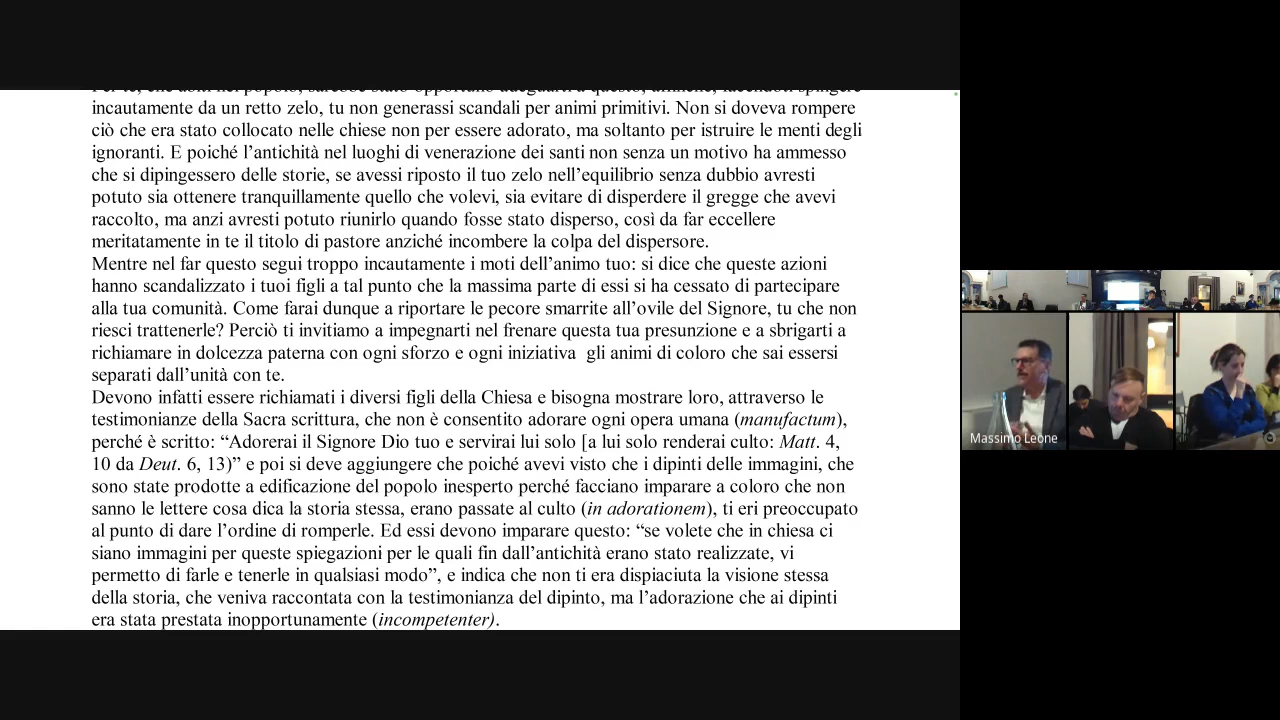 incautamente da un retto zelo, tu non generassi scandali per animi primitivi. Non si doveva rompere
ciò che era stato collocato nelle chiese non per essere adorato, ma soltanto per istruire le menti degli
ignoranti. E poiché l’antichità nel luoghi di venerazione dei santi non senza un motivo ha ammesso
che si dipingessero delle storie, se avessi riposto il tuo zelo nell’equilibrio senza dubbio avresti
potuto sia ottenere tranquillamente quello che volevi, sia evitare di disperdere il gregge che avevi
raccolto, ma anzi avresti potuto riunirlo quando fosse stato disperso, così da far eccellere
meritatamente in te il titolo di pastore anziché incombere la colpa del dispersore.
Mentre nel far questo segui troppo incautamente i moti dell’animo tuo: si dice che queste azioni
hanno scandalizzato i tuoi figli a tal punto che la massima parte di essi si ha cessato di partecipare
alla tua comunità. Come farai dunque a riportare le pecore smarrite all’ovile del Signore, tu che non
riesci trattenerle? Perciò ti invitiamo a impegnarti nel frenare questa tua presunzione e a sbrigarti a
richiamare in dolcezza paterna con ogni sforzo e ogni iniziativa  gli animi di coloro che sai essersi
separati dall’unità con te.
Devono infatti essere richiamati i diversi figli della Chiesa e bisogna mostrare loro, attraverso le
testimonianze della Sacra scrittura, che non è consentito adorare ogni opera umana (manufactum),
perché è scritto: “Adorerai il Signore Dio tuo e servirai lui solo [a lui solo renderai culto: Matt. 4,
10 da Deut. 6, 13)” e poi si deve aggiungere che poiché avevi visto che i dipinti delle immagini, che
sono state prodotte a edificazione del popolo inesperto perché facciano imparare a coloro che non
sanno le lettere cosa dica la storia stessa, erano passate al culto (in adorationem), ti eri preoccupato
al punto di dare l’ordine di romperle. Ed essi devono imparare questo: “se volete che in chiesa ci
siano immagini per queste spiegazioni per le quali fin dall’antichità erano stato realizzate, vi
permetto di farle e tenerle in qualsiasi modo”, e indica che non ti era dispiaciuta la visione stessa
della storia, che veniva raccontata con la testimonianza del dipinto, ma l’adorazione che ai dipinti
era stata prestata inopportunamente (incompetenter).
Massimo Leone